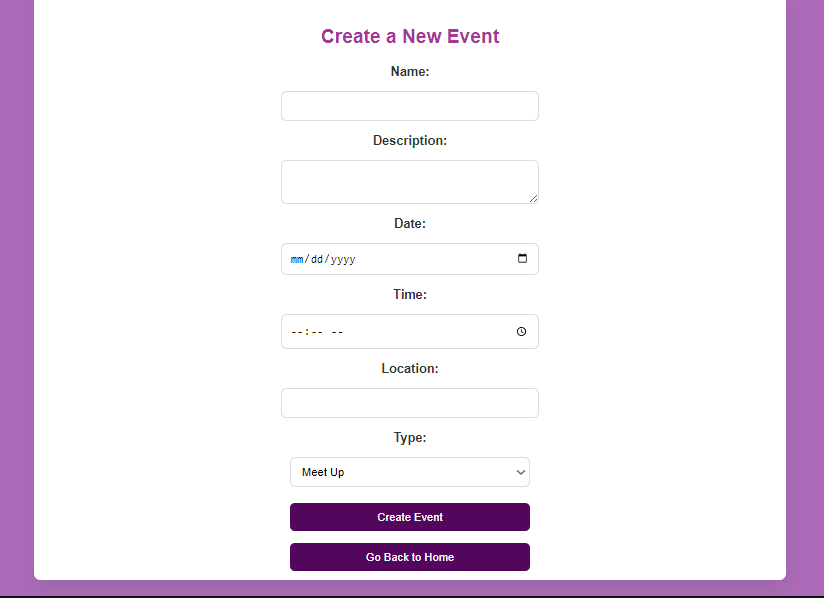 Create a New Event
Name:
Description:
Date:
mm/dd/yyyy
Time:
--:-- --
Location:
Type:
Meet Up
Create Event
Go Back to Home